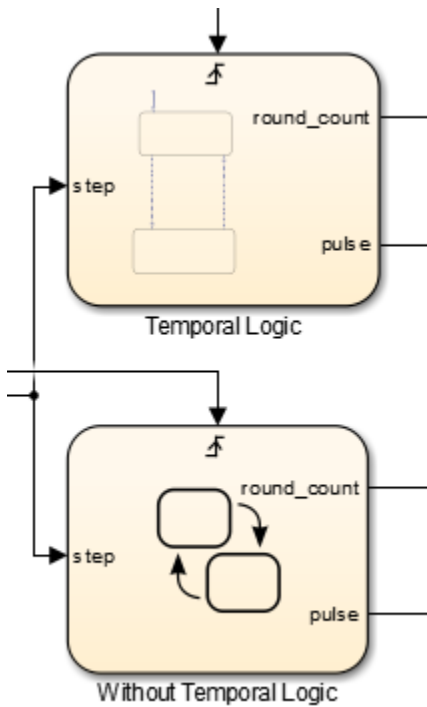 round_count
step
pulse
Temporal Logic
round_count
step
pulse
Without Temporal Logic